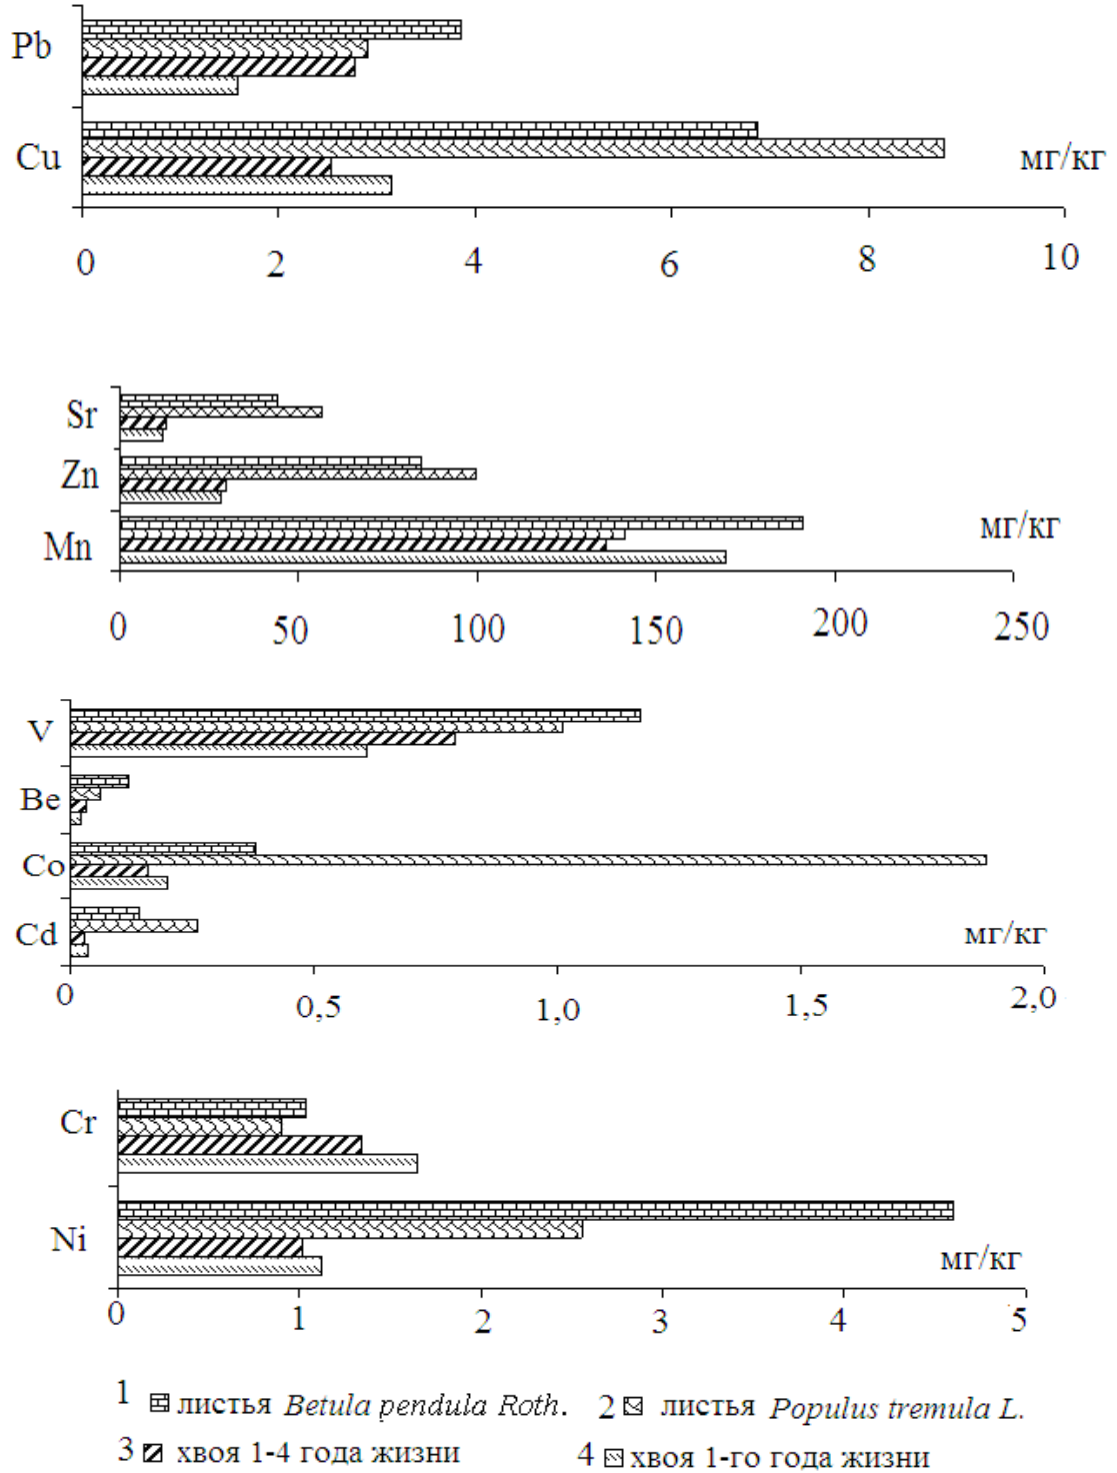 Pb
Cu
мг/кг
0 2 4 6 8 10
Sr
Zn
Mn
мг/кг
0 50 100 150 200 250
V
Be
Co
Cd
мг/кг
0 0,5 1,0 1,5 2,0
Cr
Ni
мг/кг
0 1 2 3 4 5
1 листья Betula pendula Roth. 2 листья Populus tremula L.
3 хвоя 1-4 года жизни 4 хвоя 1-го года жизни